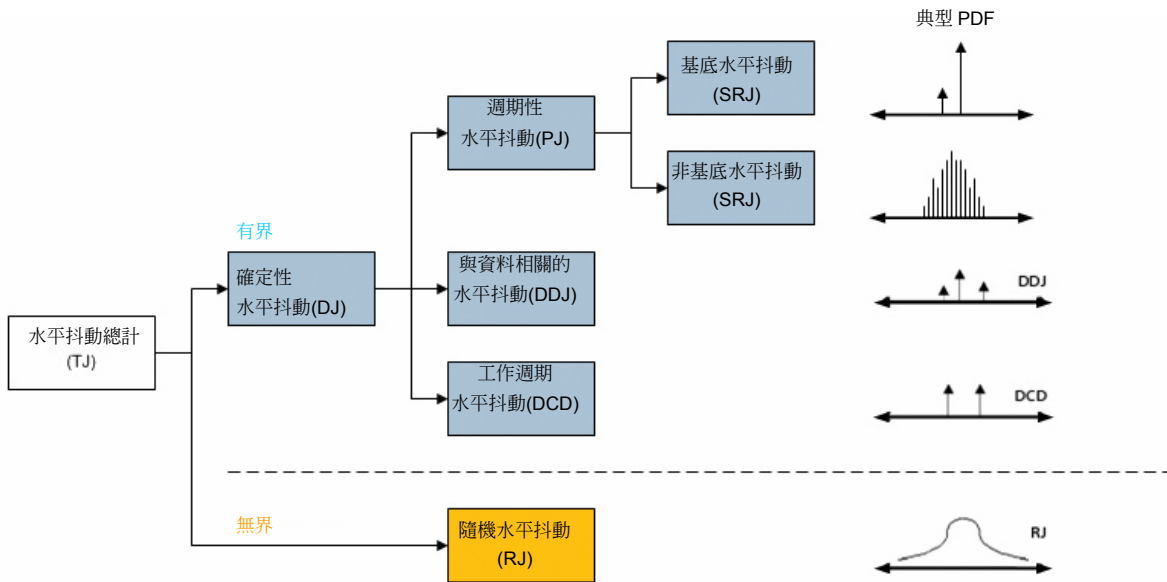 典型 PDF
基底水平抖動
(SRJ)
週期性
水平抖動(PJ)
非基底水平抖動
(SRJ)
有界
確定性
水平抖動(DJ)
與資料相關的
水平抖動(DDJ)
DDJ
水平抖動總計
(TJ)
工作週期
水平抖動(DCD)
DCD
無界
隨機水平抖動
(RJ)
RJ